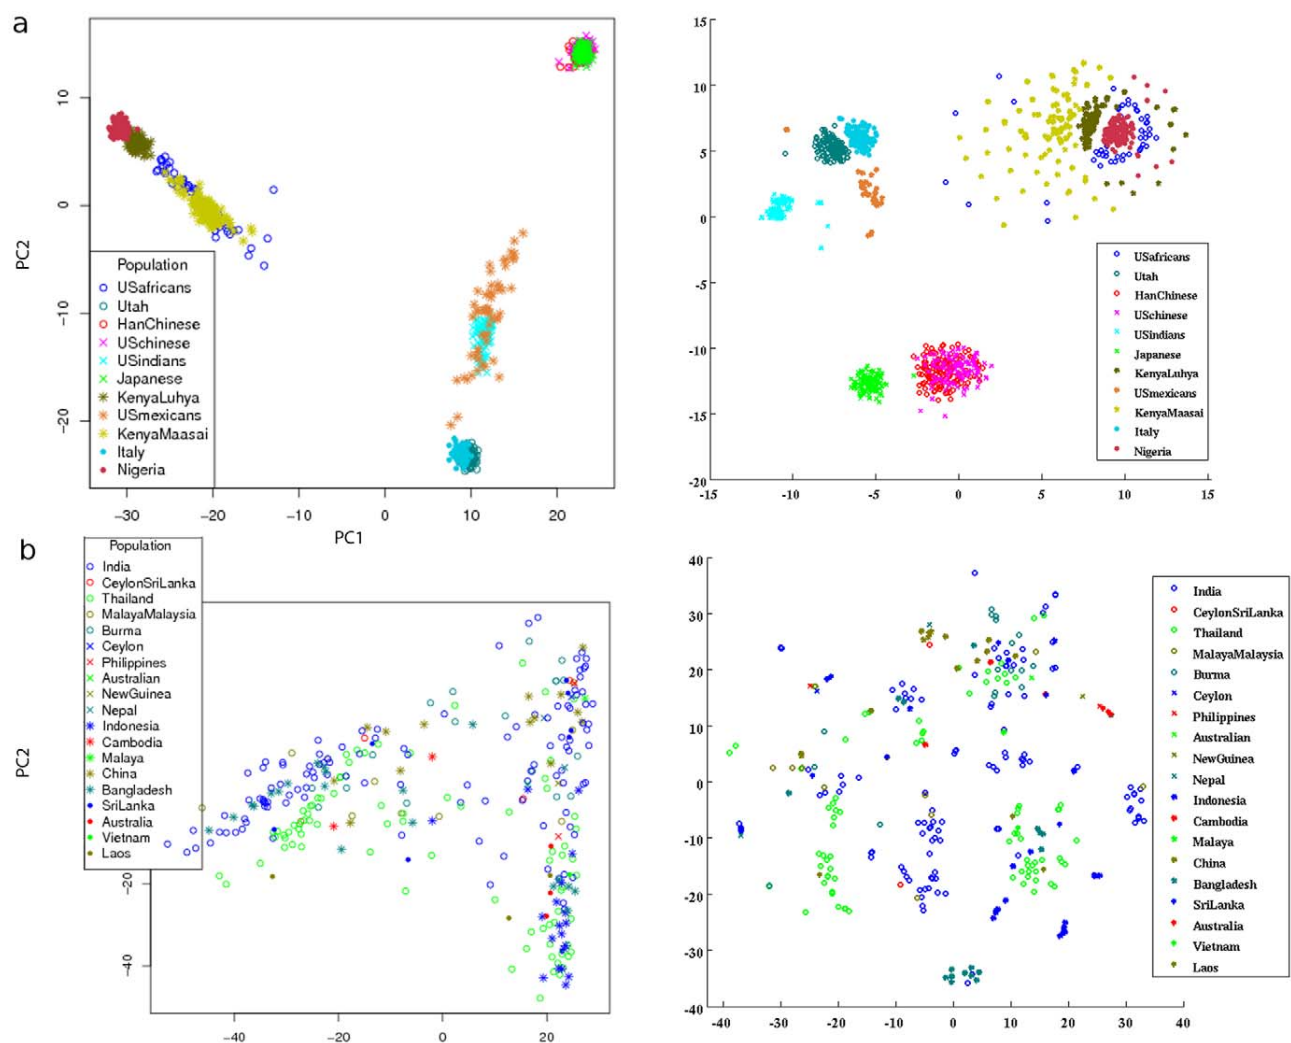 a
10
0
−10
−20
PC2
Population
USafricans
Utah
HanChinese
USchinese
USindians
Japanese
KenyaLuhya
USmexicans
KenyaMaasai
Italy
Nigeria
−30 −20 −10 0 10 20
PC1
15
10
5
0
-5
-10
-15
-20
USafricans
Utah
HanChinese
USchinese
USindians
Japanese
KenyaLuhya
USmexicans
KenyaMaasai
Italy
Nigeria
-15 -10 -5 0 5 10 15
b
Population
India
CeylonSriLanka
Thailand
MalayaMalaysia
Burma
Ceylon
Philippines
Australian
NewGuinea
Nepal
Indonesia
Cambodia
Malaya
China
Bangladesh
SriLanka
Australia
Vietnam
Laos
PC2
−20
−40
−40 −20 0 20
40
30
20
10
0
-10
-20
-30
-40
India
CeylonSriLanka
Thailand
MalayaMalaysia
Burma
Ceylon
Philippines
Australian
NewGuinea
Nepal
Indonesia
Cambodia
Malaya
China
Bangladesh
SriLanka
Australia
Vietnam
Laos
-40 -30 -20 -10 0 10 20 30 40